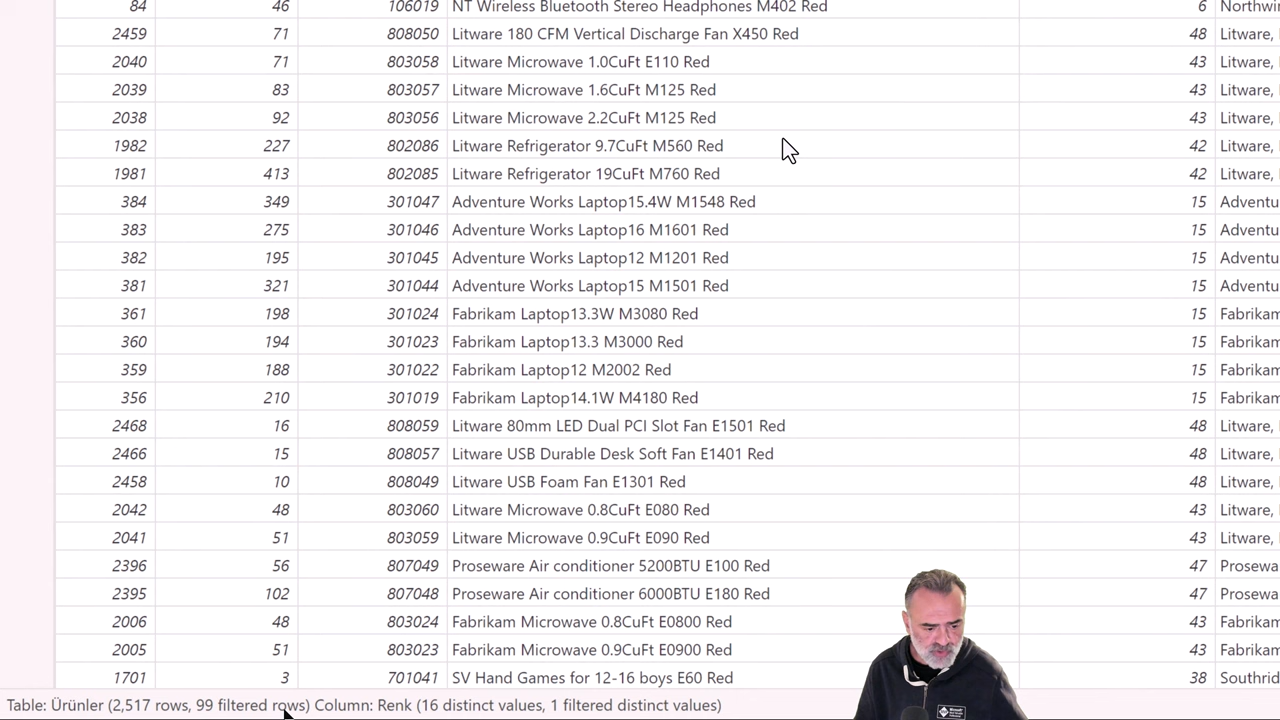 84 46 106019 NT Wireless Bluetooth Stereo Headphones M402 Red 6
2459 71 808050 Litware 180 CFM Vertical Discharge Fan X450 Red 48 Litware,
2040 71 803058 Litware Microwave 1.0CuFt E110 Red 43 Litware,
2039 83 803057 Litware Microwave 1.6CuFt M125 Red 43 Litware,
2038 92 803056 Litware Microwave 2.2CuFt M125 Red 43 Litware,
1982 227 802086 Litware Refrigerator 9.7CuFt M560 Red 42 Litware,
1981 413 802085 Litware Refrigerator 19CuFt M760 Red 42 Litware,
384 349 301047 Adventure Works Laptop15.4W M1548 Red 15 Adventu
383 275 301046 Adventure Works Laptop16 M1601 Red 15 Adventu
382 195 301045 Adventure Works Laptop12 M1201 Red 15 Adventu
381 321 301044 Adventure Works Laptop15 M1501 Red 15 Adventu
361 198 301024 Fabrikam Laptop13.3W M3080 Red 15 Fabrikam
360 194 301023 Fabrikam Laptop13.3 M3000 Red 15 Fabrikam
359 188 301022 Fabrikam Laptop12 M2002 Red 15 Fabrikam
356 210 301019 Fabrikam Laptop14.1W M4180 Red 15 Fabrikam
2468 16 808059 Litware 80mm LED Dual PCI Slot Fan E1501 Red 48 Litware,
2466 15 808057 Litware USB Durable Desk Soft Fan E1401 Red 48 Litware,
2458 10 808049 Litware USB Foam Fan E1301 Red 48 Litware,
2042 48 803060 Litware Microwave 0.8CuFt E080 Red 43 Litware,
2041 51 803059 Litware Microwave 0.9CuFt E090 Red 43 Litware,
2396 56 807049 Proseware Air conditioner 5200BTU E100 Red 47 Prosewa
2395 102 807048 Proseware Air conditioner 6000BTU E180 Red 47 Prosewa
2006 48 803024 Fabrikam Microwave 0.8CuFt E0800 Red 43 Fabrikam
2005 51 803023 Fabrikam Microwave 0.9CuFt E0900 Red 43 Fabrikam
1701 3 701041 SV Hand Games for 12-16 boys E60 Red 38 Southrid
Table: Ürünler (2,517 rows, 99 filtered rows) Column: Renk (16 distinct values, 1 filtered distinct values)